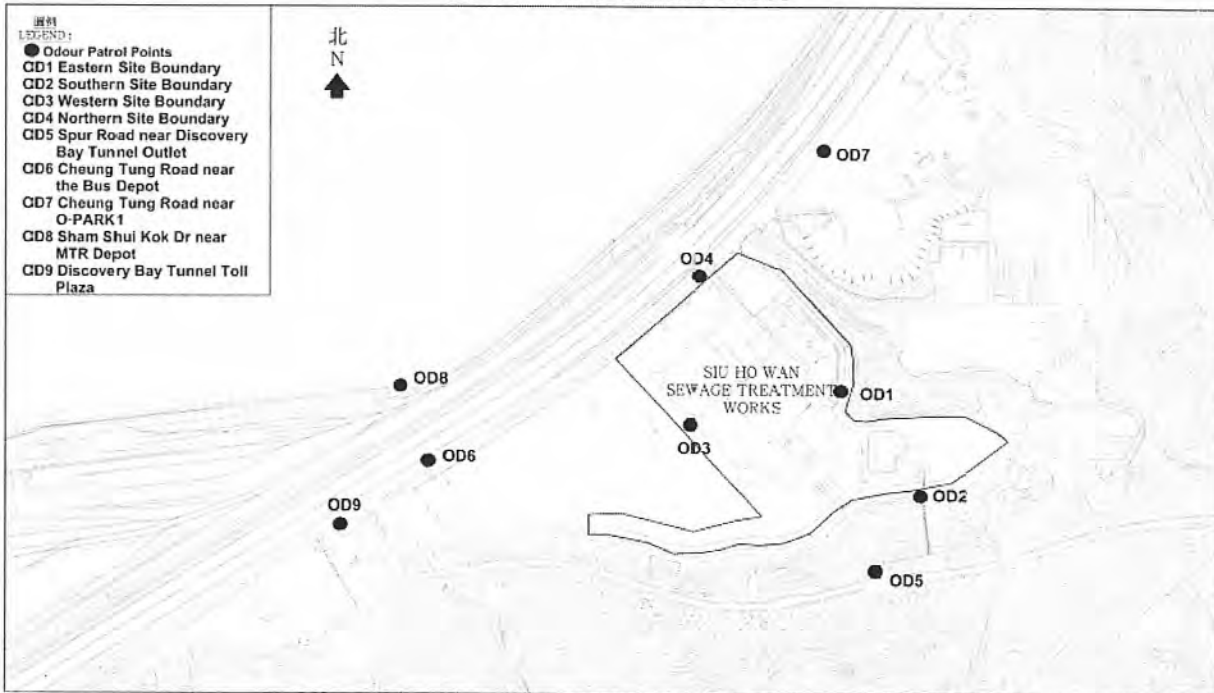 圖例
LEGEND:
Odour Patrol Points
OD1 Eastern Site Boundary
OD2 Southern Site Boundary
OD3 Western Site Boundary
OD4 Northern Site Boundary
OD5 Spur Road near Discovery
Bay Tunnel Outlet
OD6 Cheung Tung Road near
the Bus Depot
OD7 Cheung Tung Road near
O-PARK1
OD8 Sham Shui Kok Dr near
MTR Depot
OD9 Discovery Bay Tunnel Toll
Plaza
北
N
OD7
OD4
OD8
SIU HO WAN
SEWAGE TREATMENT
WORKS
OD1
OD3
OD6
OD2
OD9
OD5